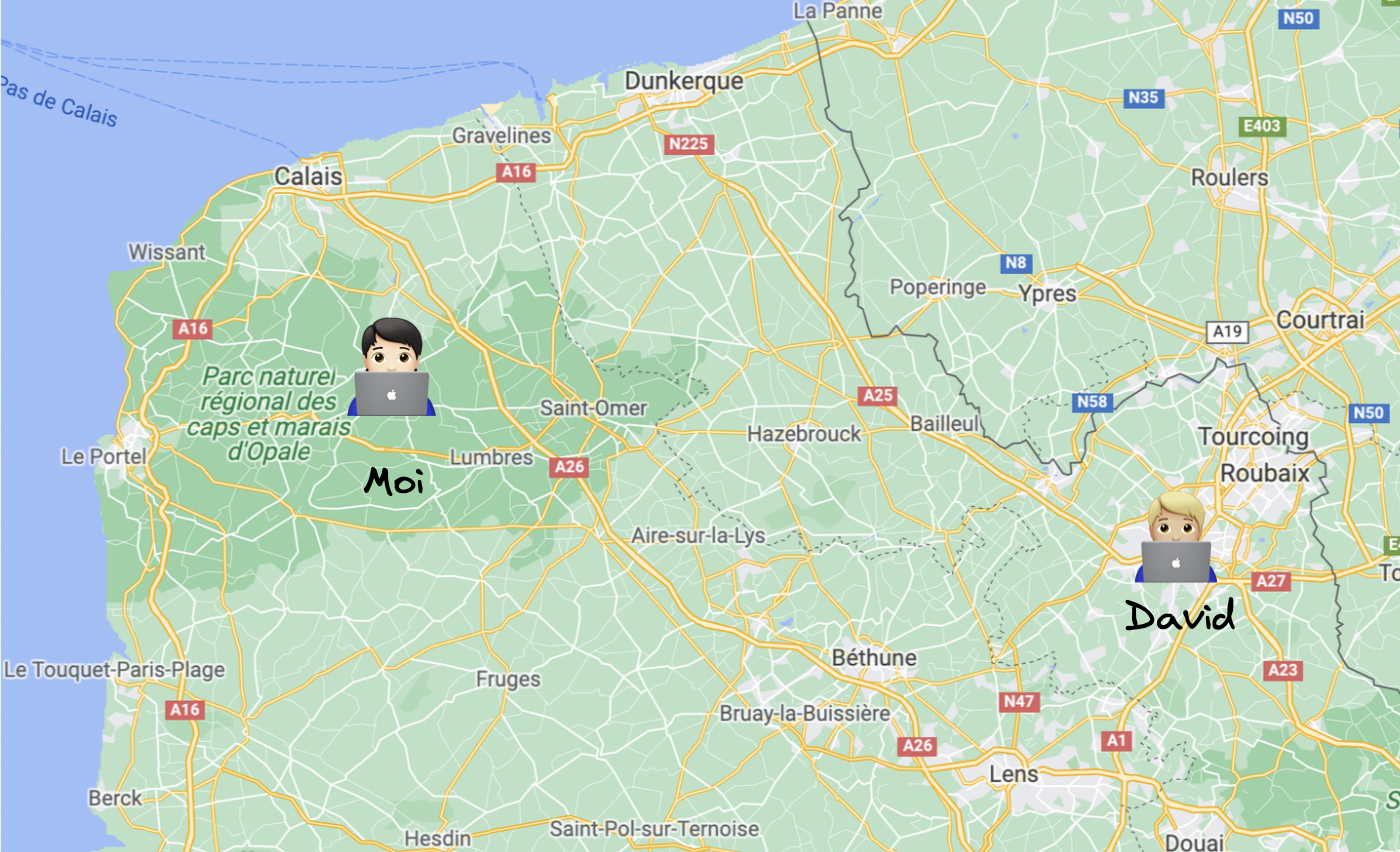 La Panne
N50
Dunkerque
Pas de Calais
N35
Gravelines
N225
E403
A16
Calais
Roulers
Wissant
N8
Poperinge
Ypres
A16
A19
Courtrai
Parc naturel
régional des
caps et marais
d'Opale
Saint-Omer
A25
N58
N50
Hazebrouck
Bailleul
Tourcoing
Le Portel
Lumbres
A26
Roubaix
Moi
Aire-sur-la-Lys
A27
David
Béthune
Le Touquet-Paris-Plage
Fruges
A23
A16
Bruay-la-Buissière
N47
A26
A1
Lens
Berck
Hesdin
Saint-Pol-sur-Ternoise
Douai